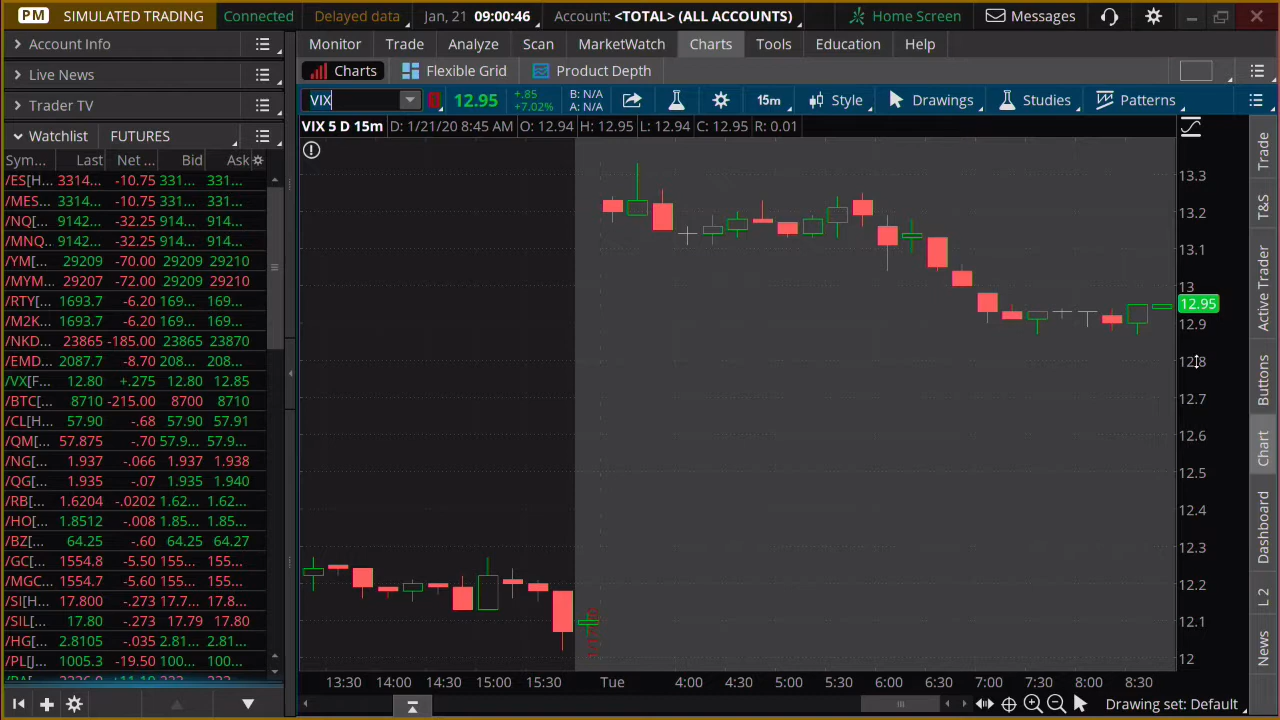 PM SIMULATED TRADING Connected Delayed data Jan, 21 09:00:46 Account: <TOTAL> (ALL ACCOUNTS) Home Screen Messages
Account Info
Live News
Trader TV
Watchlist FUTURES
Sym... Last Net ... Bid Ask
/ES[H... 3314... -10.75 331... 331...
/MES... 3314... -10.75 331... 331...
/NQ[... 9142... -32.25 914... 914...
/MNQ... 9142... -32.25 914... 914...
/YM[... 29209 -70.00 29209 29210
/MYM... 29207 -72.00 29209 29210
/RTY[... 1693.7 -6.20 169... 169...
/M2K... 1693.7 -6.20 169... 169...
/NKD... 23865 -185.00 23865 23870
/EMD... 2087.7 -8.70 208... 208...
/VX[F... 12.80 +.275 12.80 12.85
/BTC[... 8710 -215.00 8700 8710
/CL[H... 57.90 -.68 57.90 57.91
/QM[... 57.875 -.70 57.9... 57.9...
/NG[... 1.937 -.066 1.937 1.938
/QG[... 1.935 -.07 1.935 1.940
/RB[... 1.6204 -.0202 1.62... 1.62...
/HO[... 1.8512 -.008 1.85... 1.85...
/BZ[... 64.25 -.60 64.25 64.27
/GC[... 1554.8 -5.50 155... 155...
/MGC... 1554.7 -5.60 155... 155...
/SI[H... 17.800 -.273 17.7... 17.8...
/SIL[... 17.80 -.273 17.79 17.80
/HG[... 2.8105 -.035 2.81... 2.81...
/PL[J... 1005.3 -19.50 100... 100...
Monitor Trade Analyze Scan MarketWatch Charts Tools Education Help
Charts Flexible Grid Product Depth
VIX 12.95 +.85 B: N/A 15m Style Drawings Studies Patterns
+7.02% A: N/A
VIX 5 D 15m D: 1/21/20 8:45 AM O: 12.94 H: 12.95 L: 12.94 C: 12.95 R: 0.01
13.3
13.2
13.1
13
12.95
12.9
12.8
12.7
12.6
12.5
12.4
12.3
12.2
12.1
12
13:30 14:00 14:30 15:00 15:30 Tue 4:00 4:30 5:00 5:30 6:00 6:30 7:00 7:30 8:00 8:30
Drawing set: Default
Trade
T&S
Active Trader
Buttons
Chart
Dashboard
L 2
News